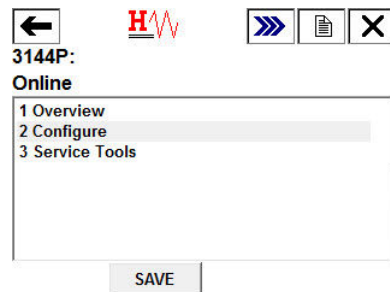 H
3144P:
Online
1 Overview
2 Configure
3 Service Tools
SAVE